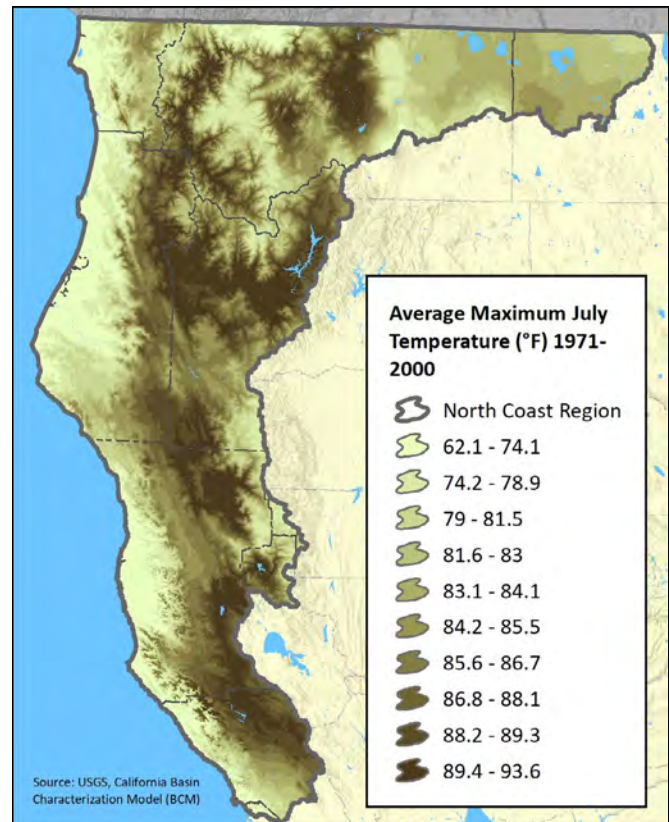 Average Maximum July
Temperature (°F) 1971-
2000
North Coast Region
62.1 - 74.1
74.2 - 78.9
79 - 81.5
81.6 - 83
83.1 - 84.1
84.2 - 85.5
85.6 - 86.7
86.8 - 88.1
88.2 - 89.3
89.4 - 93.6
Source: USGS, California Basin
Characterization Model (BCM)